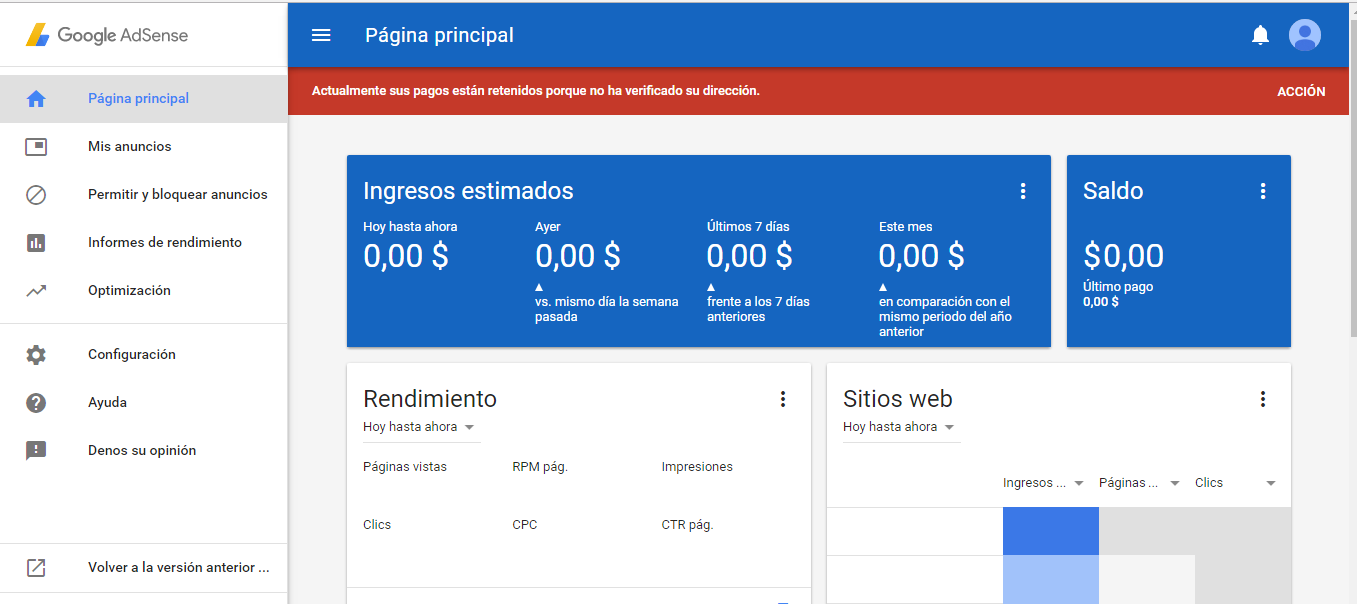 Google AdSense
Página principal
Mis anuncios
Permitir y bloquear anuncios
Informes de rendimiento
Optimización
Configuración
Ayuda
Denos su opinión
Volver a la versión anterior ...
Página principal
Actualmente sus pagos están retenidos porque no ha verificado su dirección.
ACCIÓN
Ingresos estimados
Hoy hasta ahora
0,00 $
Ayer
0,00 $
vs. mismo día la semana
pasada
Últimos 7 días
0,00 $
frente a los 7 días
anteriores
Este mes
0,00 $
en comparación con el
mismo periodo del año
anterior
Saldo
$0,00
Último pago
0,00 $
Rendimiento
Hoy hasta ahora
Páginas vistas
RPM pág.
Impresiones
Clics
CPC
CTR pág.
Sitios web
Hoy hasta ahora
Ingresos ...
Páginas ...
Clics